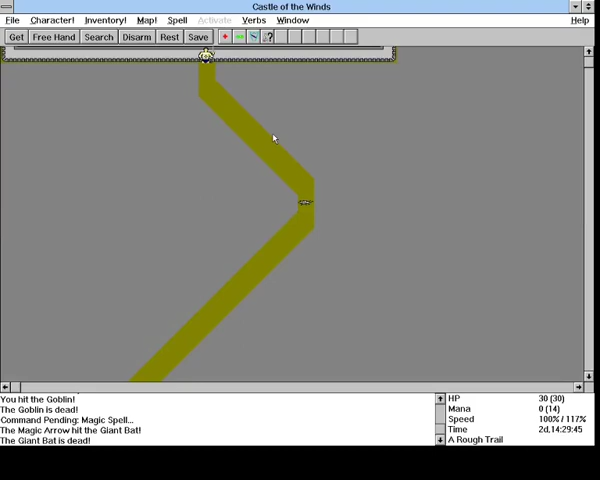 Castle of the Winds
File Character! Inventory! Map! Spell Activate Verbs Window Help
Get Free Hand Search Disarm Rest Save ?
You hit the Goblin!
The Goblin is dead!
Command Pending: Magic Spell...
The Magic Arrow hit the Giant Bat!
The Giant Bat is dead!
HP 30 (30)
Mana 0 (14)
Speed 100% / 117%
Time 2d,14:29:45
A Rough Trail